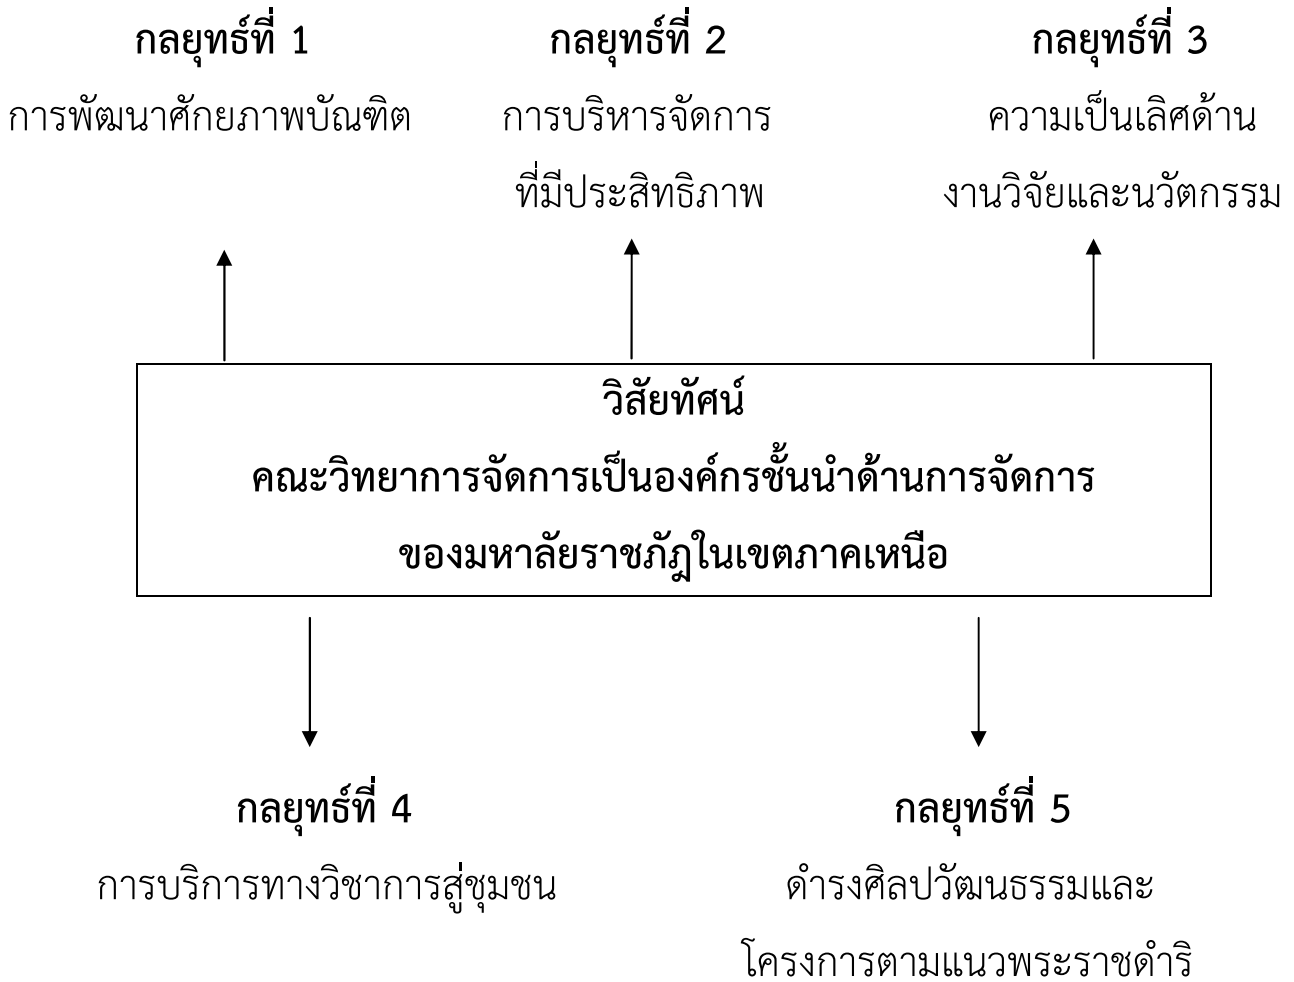 กลยุทธ์ที่ 1
การพัฒนาศักยภาพบัณฑิต
กลยุทธ์ที่ 2
การบริหารจัดการ
ที่มีประสิทธิภาพ
กลยุทธ์ที่ 3
ความเป็นเลิศด้าน
งานวิจัยและนวัตกรรม
วิสัยทัศน์
คณะวิทยาการจัดการเป็นองค์กรชั้นนำด้านการจัดการ
ของมหาลัยราชภัฎในเขตภาคเหนือ
กลยุทธ์ที่ 4
การบริการทางวิชาการสู่ชุมชน
กลยุทธ์ที่ 5
ดำรงศิลปวัฒนธรรมและ
โครงการตามแนวพระราชดำริ